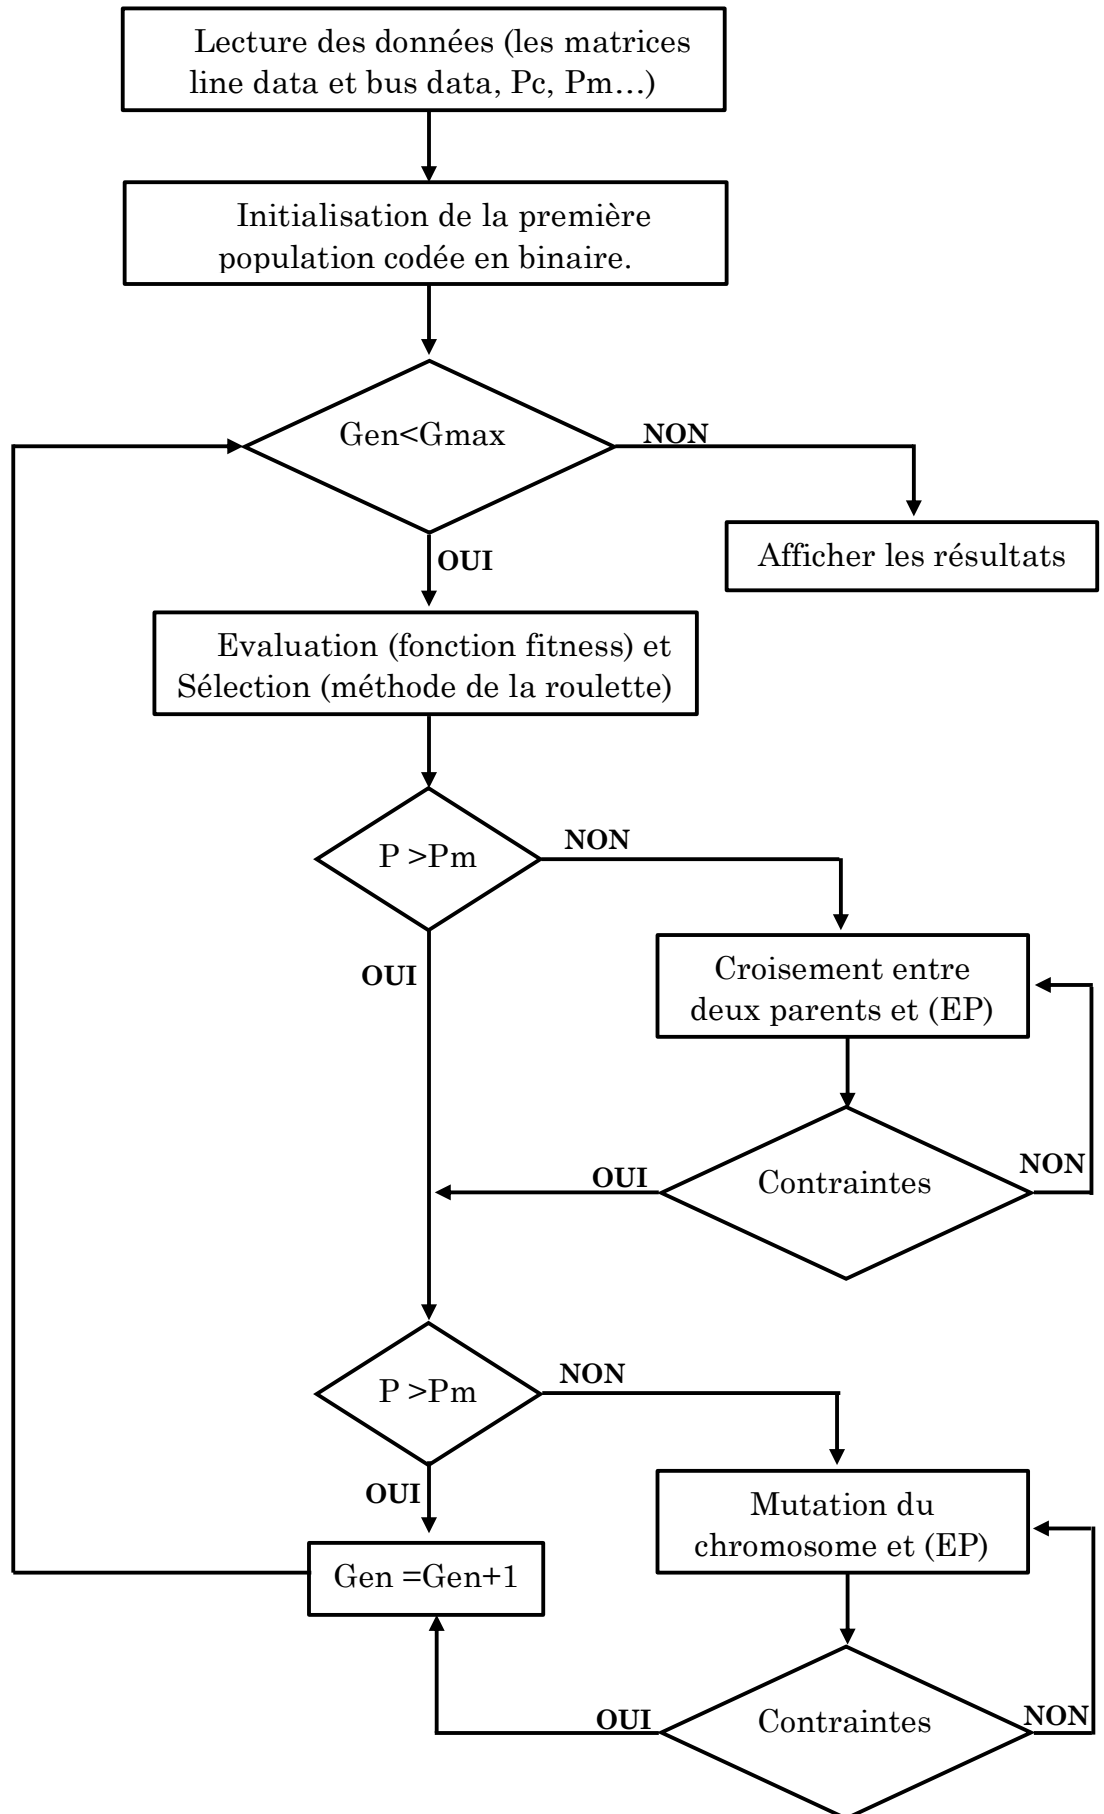 Lecture des données (les matrices
line data et bus data, Pc, Pm…)
Initialisation de la première
population codée en binaire.
Gen<Gmax
NON
Afficher les résultats
OUI
Evaluation (fonction fitness) et
Sélection (méthode de la roulette)
P >Pm
NON
OUI
Croisement entre
deux parents et (EP)
Contraintes
OUI
NON
P >Pm
NON
OUI
Mutation du
chromosome et (EP)
Gen =Gen+1
Contraintes
OUI
NON